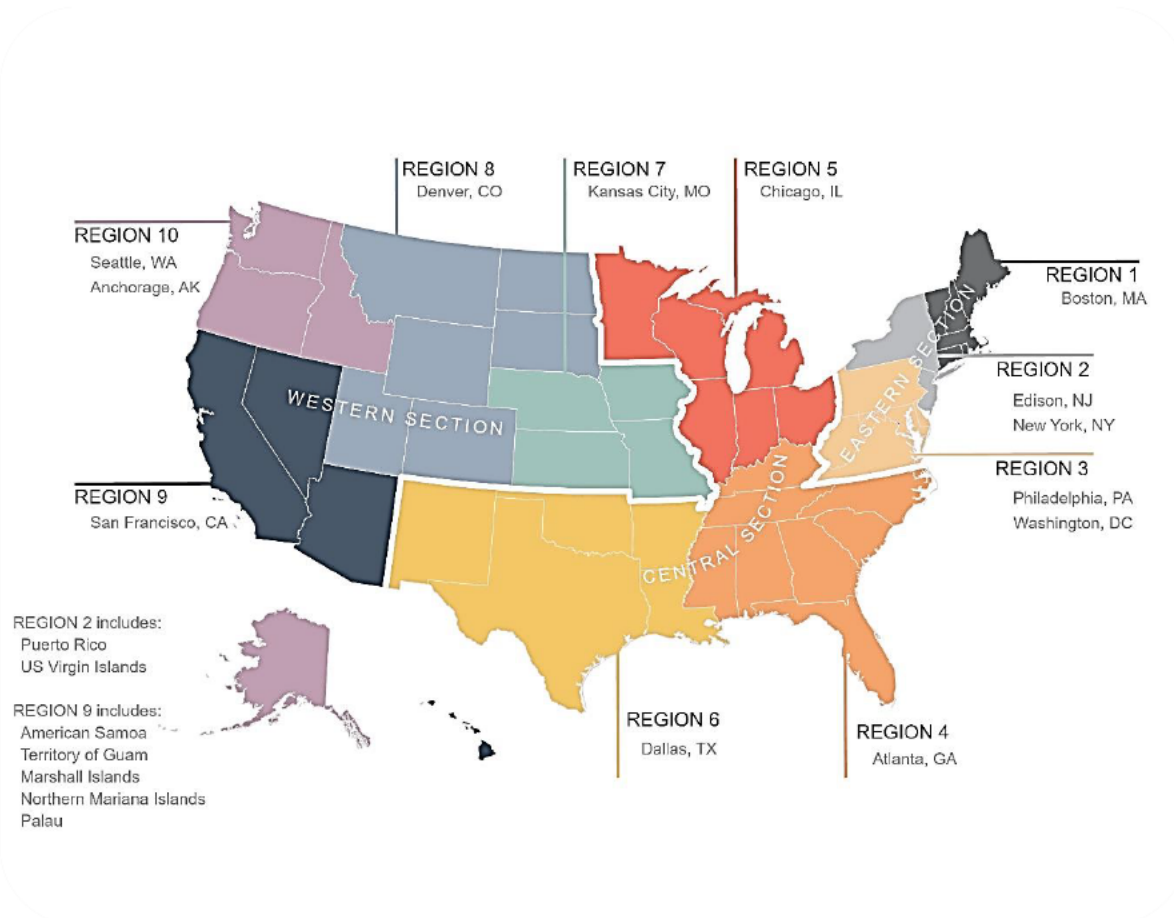 REGION 8
Denver, CO
REGION 7
Kansas City, MO
REGION 5
Chicago, IL
REGION 10
Seattle, WA
Anchorage, AK
REGION 1
Boston, MA
REGION 2
Edison, NJ
New York, NY
WESTERN SECTION
EASTERN SECTION
REGION 3
Philadelphia, PA
Washington, DC
REGION 9
San Francisco, CA
CENTRAL SECTION
REGION 2 includes:
Puerto Rico
US Virgin Islands
REGION 9 includes:
American Samoa
Territory of Guam
Marshall Islands
Northern Mariana Islands
Palau
REGION 6
Dallas, TX
REGION 4
Atlanta, GA